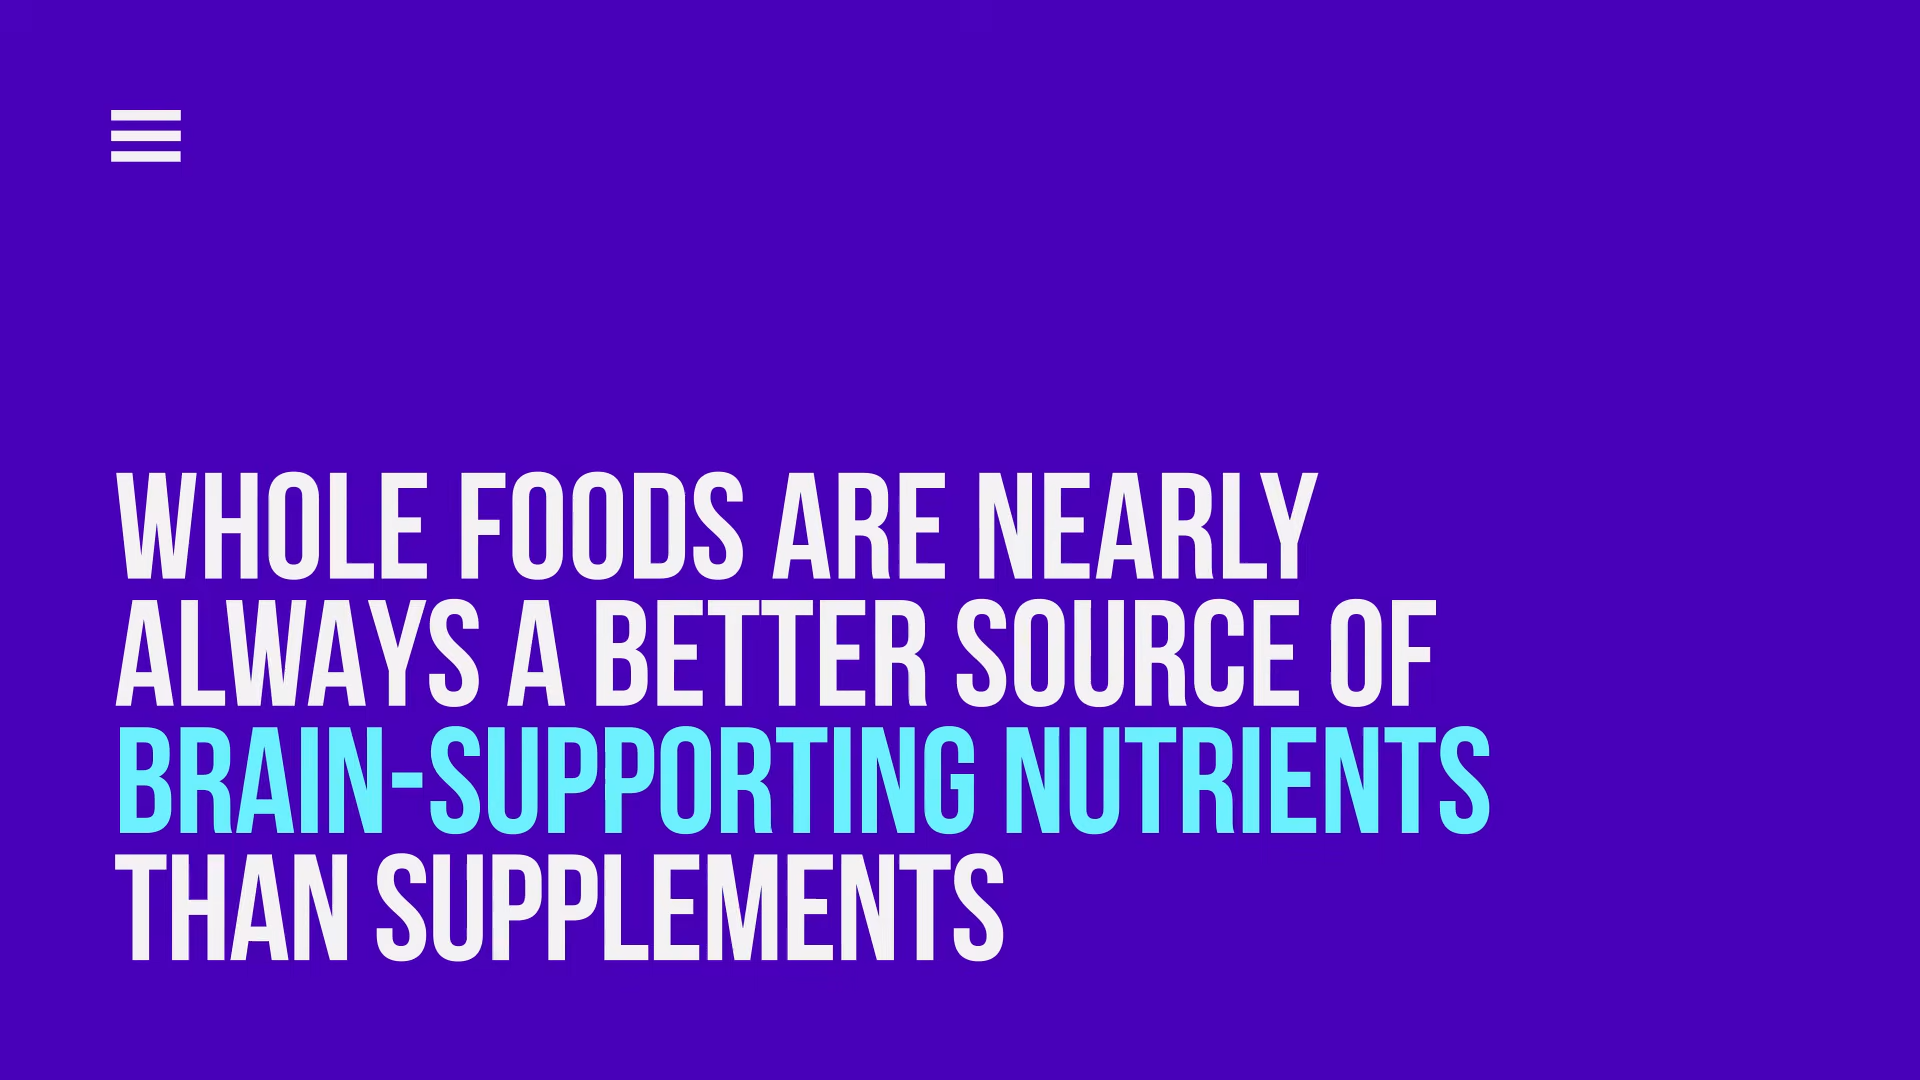 WHOLE FOODS ARE NEARLY
ALWAYS A BETTER SOURCE OF
BRAIN-SUPPORTING NUTRIENTS
THAN SUPPLEMENTS